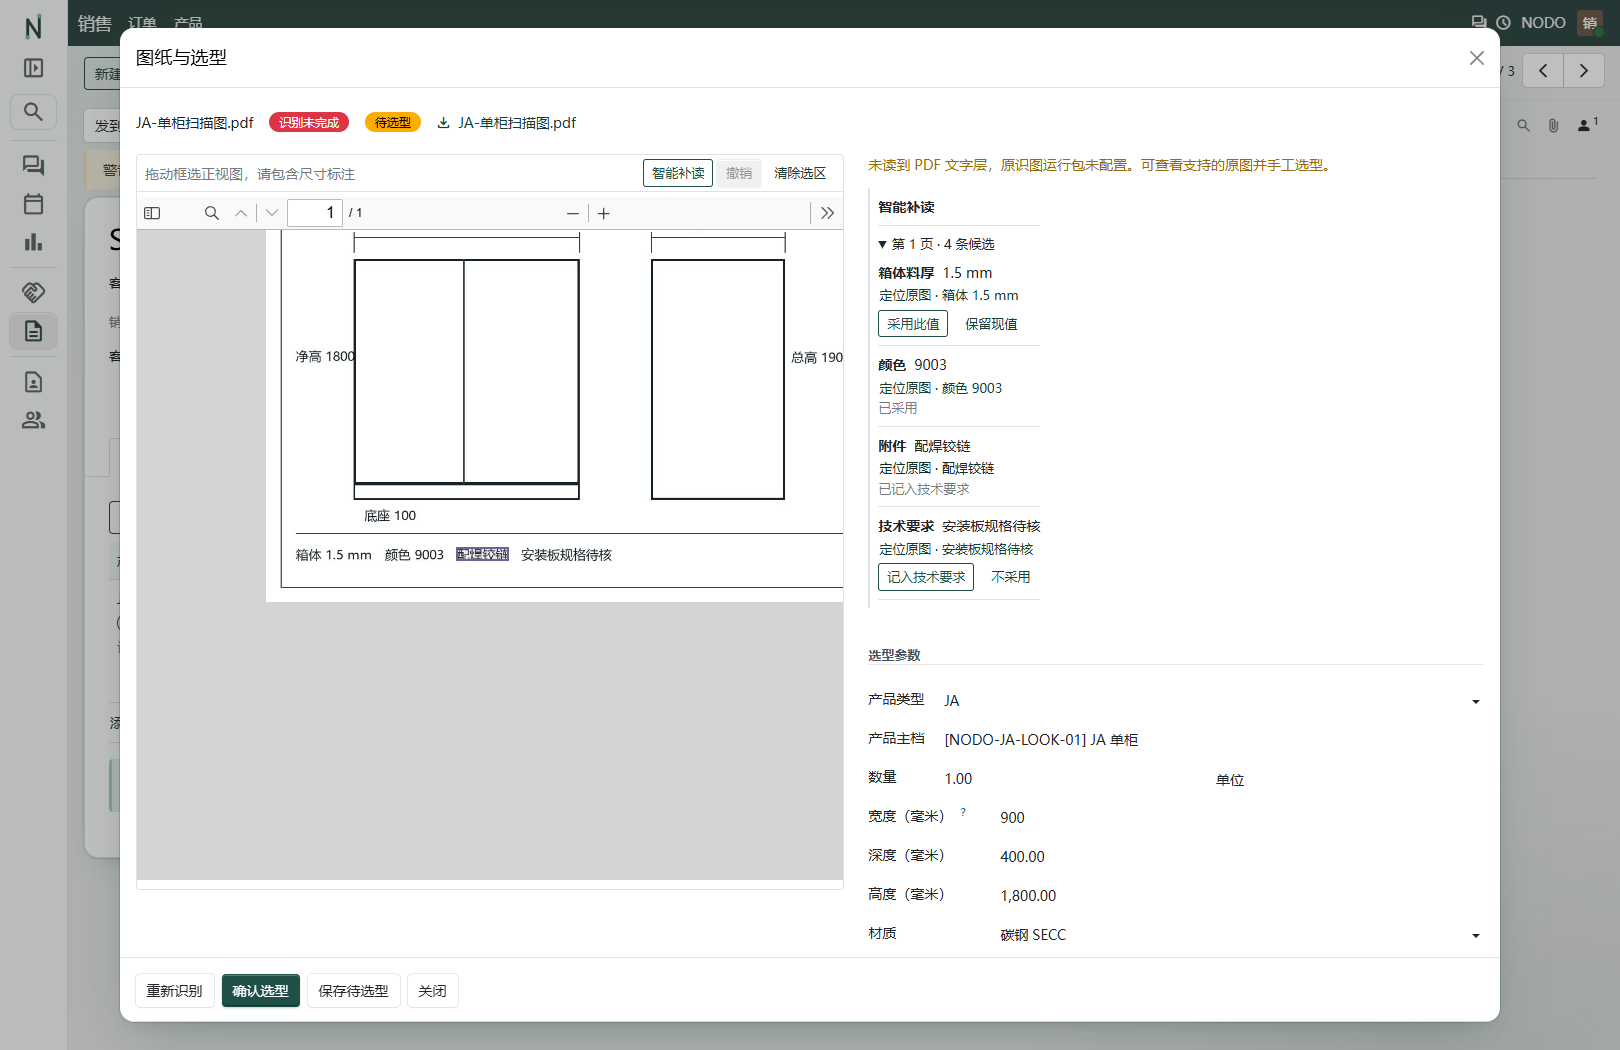 销售 订单 产品
NODO 销
新建
/ 3
发到
1
图纸与选型
JA-单柜扫描图.pdf 识别未完成 待选型 JA-单柜扫描图.pdf
拖动框选正视图，请包含尺寸标注 智能补读 撤销 清除选区
1 / 1
净高 1800
总高 190
底座 100
箱体 1.5 mm 颜色 9003 配焊铰链 安装板规格待核
未读到 PDF 文字层，原识图运行包未配置。可查看支持的原图并手工选型。
智能补读
▼ 第 1 页 · 4 条候选
箱体料厚 1.5 mm
定位原图 · 箱体 1.5 mm
采用此值 保留现值
颜色 9003
定位原图 · 颜色 9003
已采用
附件 配焊铰链
定位原图 · 配焊铰链
已记入技术要求
技术要求 安装板规格待核
定位原图 · 安装板规格待核
记入技术要求 不采用
选型参数
产品类型 JA
产品主档 [NODO-JA-LOOK-01] JA 单柜
数量 1.00 单位
宽度（毫米） ? 900
深度（毫米） 400.00
高度（毫米） 1,800.00
材质 碳钢 SECC
重新识别 确认选型 保存待选型 关闭